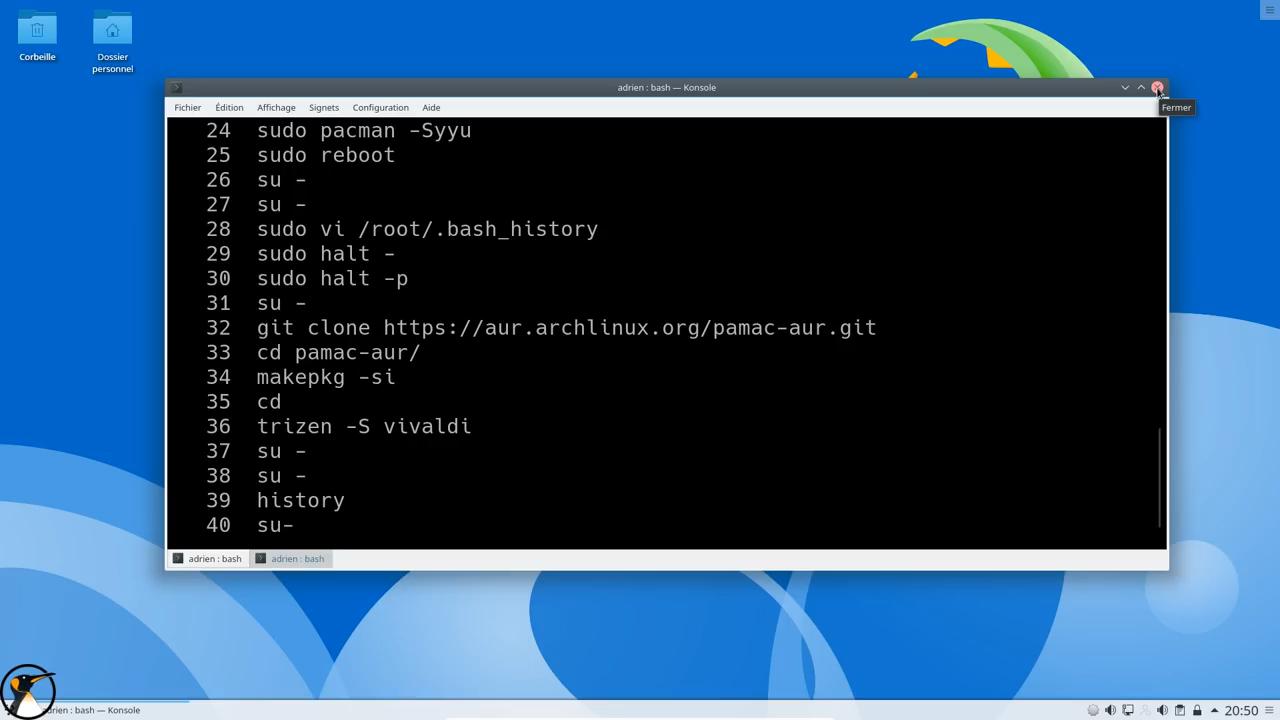 Corbeille
Dossier
personnel
adrien : bash — Konsole
Fermer
Fichier Édition Affichage Signets Configuration Aide
24 sudo pacman -Syyu
25 sudo reboot
26 su -
27 su -
28 sudo vi /root/.bash_history
29 sudo halt -
30 sudo halt -p
31 su -
32 git clone https://aur.archlinux.org/pamac-aur.git
33 cd pamac-aur/
34 makepkg -si
35 cd
36 trizen -S vivaldi
37 su -
38 su -
39 history
40 su-
adrien : bash adrien : bash
adrien : bash — Konsole
20:50